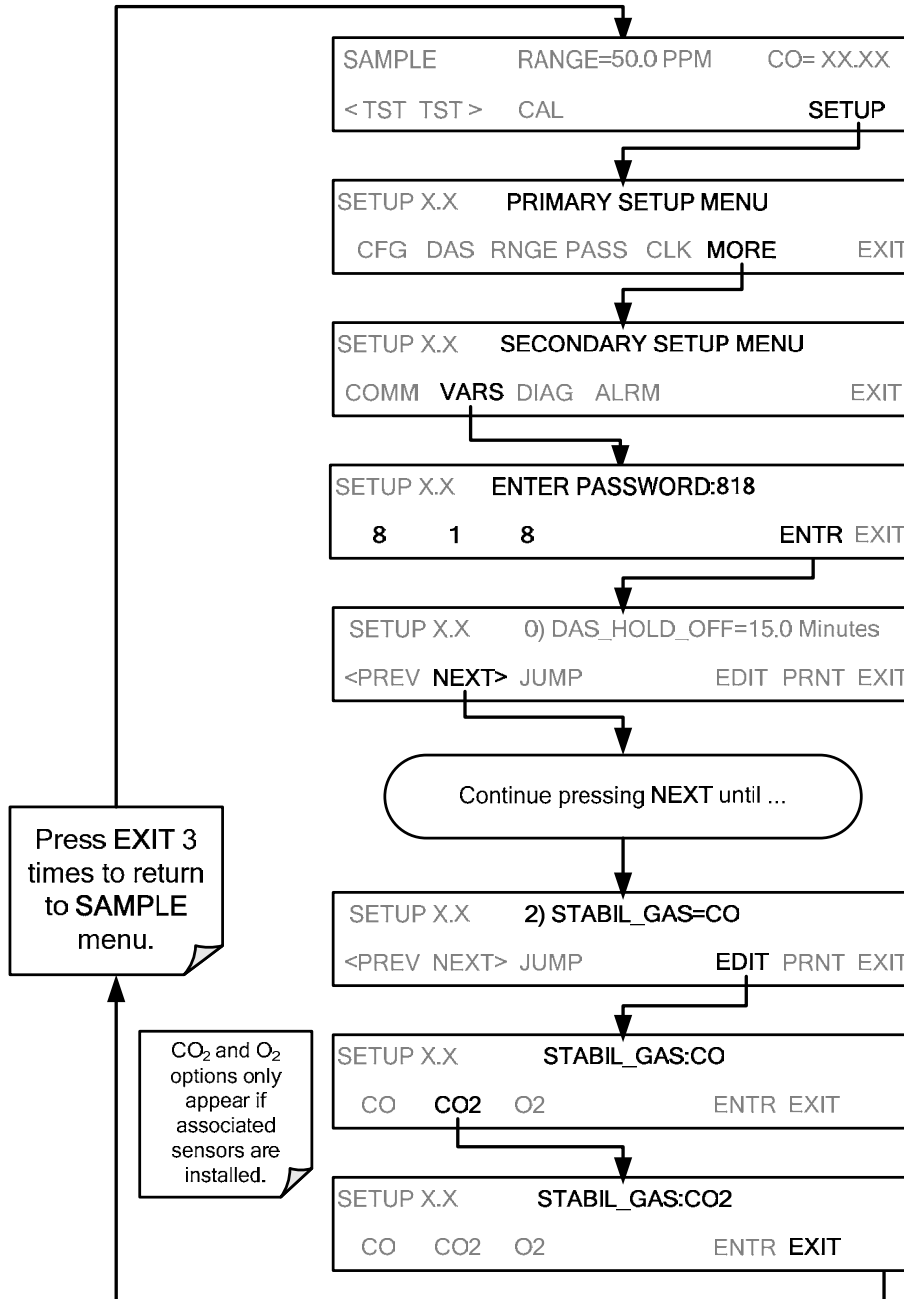 SAMPLE RANGE=50.0 PPM CO= XX.XX
< TST TST > CAL SETUP
SETUP X.X PRIMARY SETUP MENU
CFG DAS RNGE PASS CLK MORE EXIT
SETUP X.X SECONDARY SETUP MENU
COMM VARS DIAG ALRM EXIT
SETUP X.X ENTER PASSWORD:818
8 1 8 ENTR EXIT
SETUP X.X 0) DAS_HOLD_OFF=15.0 Minutes
<PREV NEXT> JUMP EDIT PRNT EXIT
Continue pressing NEXT until ...
Press EXIT 3
times to return
to SAMPLE
menu.
SETUP X.X 2) STABIL_GAS=CO
<PREV NEXT> JUMP EDIT PRNT EXIT
CO₂ and O₂
options only
appear if
associated
sensors are
installed.
SETUP X.X STABIL_GAS:CO
CO CO2 O2 ENTR EXIT
SETUP X.X STABIL_GAS:CO2
CO CO2 O2 ENTR EXIT